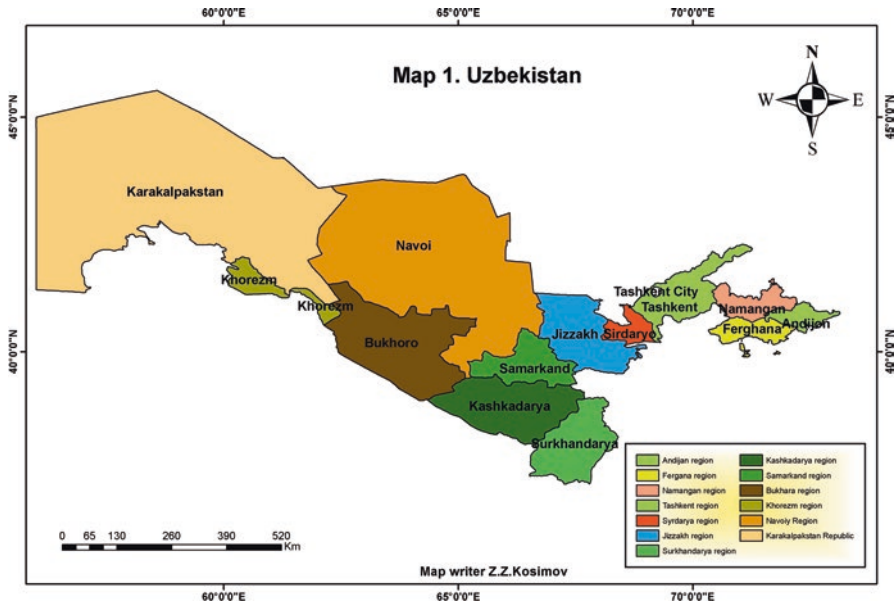 60°0'0"E 65°0'0"E 70°0'0"E
Map 1. Uzbekistan
N
W E
S
45°0'0"N 45°0'0"N
Karakalpakstan
Navoi
Khorezm
Khorezm
Tashkent City
Tashkent
Namangan
Andijon
Ferghana
Jizzakh
Sirdaryo
Bukhoro
40°0'0"N 40°0'0"N
Samarkand
Kashkadarya
Surkhandarya
Andijan region
Fergana region
Namangan region
Tashkent region
Syrdarya region
Jizzakh region
Surkhandarya region
Kashkadarya region
Samarkand region
Bukhara region
Khorezm region
Navoiy Region
Karakalpakstan Republic
0 65 130 260 390 520
Km
Map writer Z.Z.Kosimov
60°0'0"E 65°0'0"E 70°0'0"E